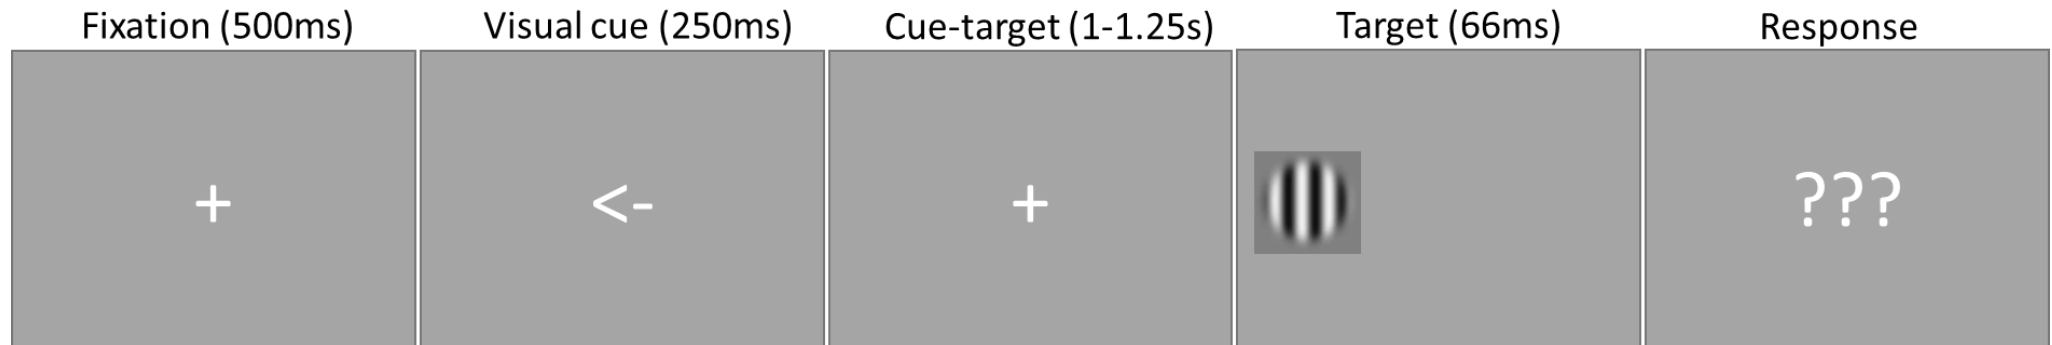 Fixation (500ms) Visual cue (250ms) Cue-target (1-1.25s) Target (66ms) Response
+ <- + ???